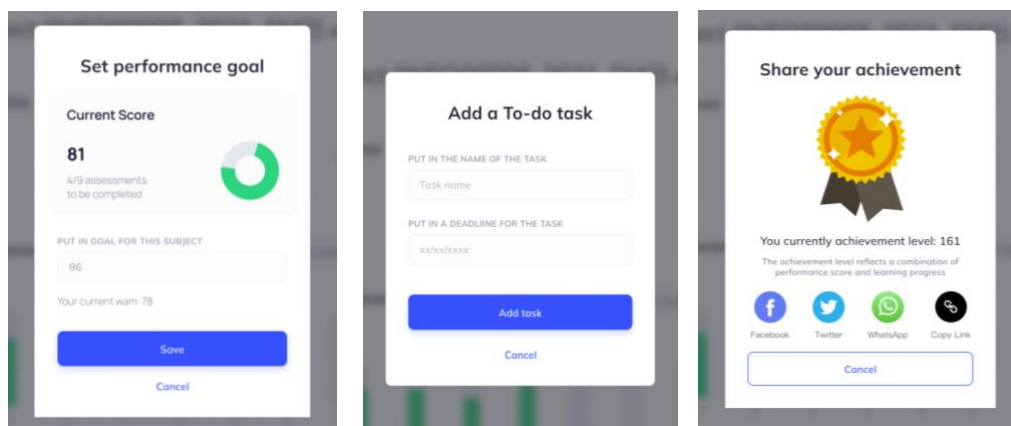 Set performance goal
Current Score
81
4/9 assessments
to be completed
PUT IN GOAL FOR THIS SUBJECT
86
Your current wam: 78
Save
Cancel
Add a To-do task
PUT IN THE NAME OF THE TASK
Task name
PUT IN A DEADLIINE FOR THE TASK
xx/xx/xxxx
Add task
Cancel
Share your achievement
You currently achievement level: 161
The achievement level reflects a combination of
performance score and learning progress
Facebook Twitter WhatsApp Copy Link
Cancel